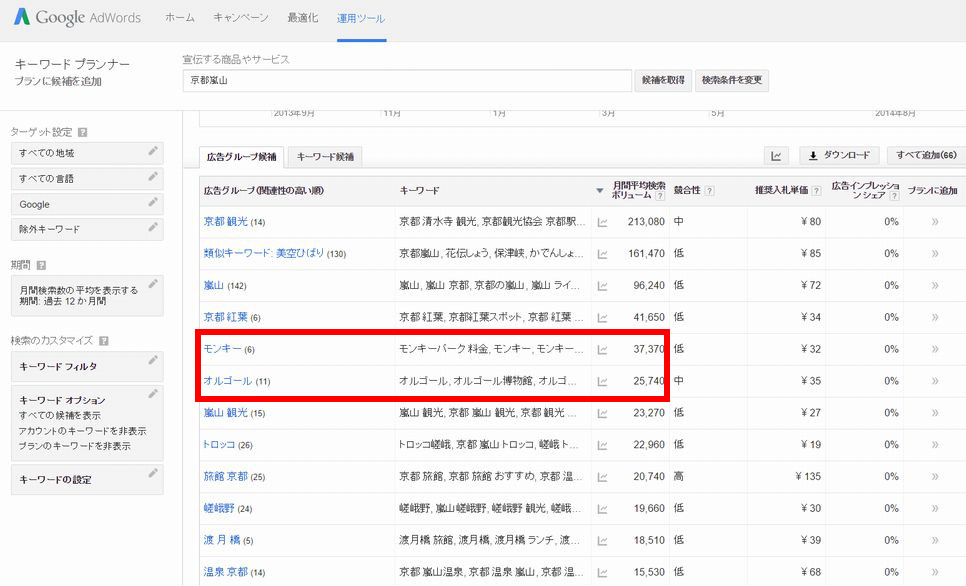 Google AdWords ホーム キャンペーン 最適化 運用ツール
キーワード プランナー
プランに候補を追加
宣伝する商品やサービス
京都嵐山
候補を取得 検索条件を変更
ターゲット設定 ?
すべての地域
すべての言語
Google
除外キーワード
期間 ?
月間検索数の平均を表示する
期間: 過去 12 か月間
検索のカスタマイズ ?
キーワード フィルタ
キーワード オプション
すべての候補を表示
アカウントのキーワードを非表示
プランのキーワードを非表示
キーワードの設定
2013年9月 11月 1月 3月 5月 2014年8月
広告グループ候補 キーワード候補 ダウンロード すべて追加(66)
広告グループ (関連性の高い順) キーワード 月間平均検索ボリューム ? 競合性 ? 推奨入札単価 ? 広告インプレッション シェア ? プランに追加
京都 観光 (14) 京都 清水寺 観光, 京都観光協会 京都駅... 213,080 中 ¥ 80 0% »
類似キーワード: 美空ひばり (130) 京都嵐山, 花伝しょう, 保津峡, かでんしょ... 161,470 低 ¥ 85 0% »
嵐山 (142) 嵐山, 嵐山 京都, 京都の嵐山, 嵐山 ライ... 96,240 低 ¥ 72 0% »
京都 紅葉 (6) 京都 紅葉, 京都紅葉スポット, 京都 紅葉 ... 41,650 低 ¥ 34 0% »
モンキー (6) モンキーパーク 料金, モンキー, モンキー... 37,370 低 ¥ 32 0% »
オルゴール (11) オルゴール, オルゴール博物館, オルゴ... 25,740 中 ¥ 35 0% »
嵐山 観光 (15) 嵐山 観光, 京都 嵐山 観光, 京都 観光 ... 23,270 低 ¥ 27 0% »
トロッコ (26) トロッコ嵯峨, 京都 嵐山 トロッコ, 嵯峨 ト... 22,960 低 ¥ 19 0% »
旅館 京都 (25) 京都 旅館, 京都 旅館 おすすめ, 京都 温... 20,740 高 ¥ 135 0% »
嵯峨野 (24) 嵯峨野, 嵐山 嵯峨野, 嵯峨野 観光, 嵯峨... 19,660 低 ¥ 30 0% »
渡 月 橋 (5) 渡月橋 旅館, 渡月橋, 渡月橋 ランチ, 渡... 18,510 低 ¥ 39 0% »
温泉 京都 (14) 京都 嵐山温泉, 京都 温泉 嵐山, 京都 温... 15,530 低 ¥ 68 0% »